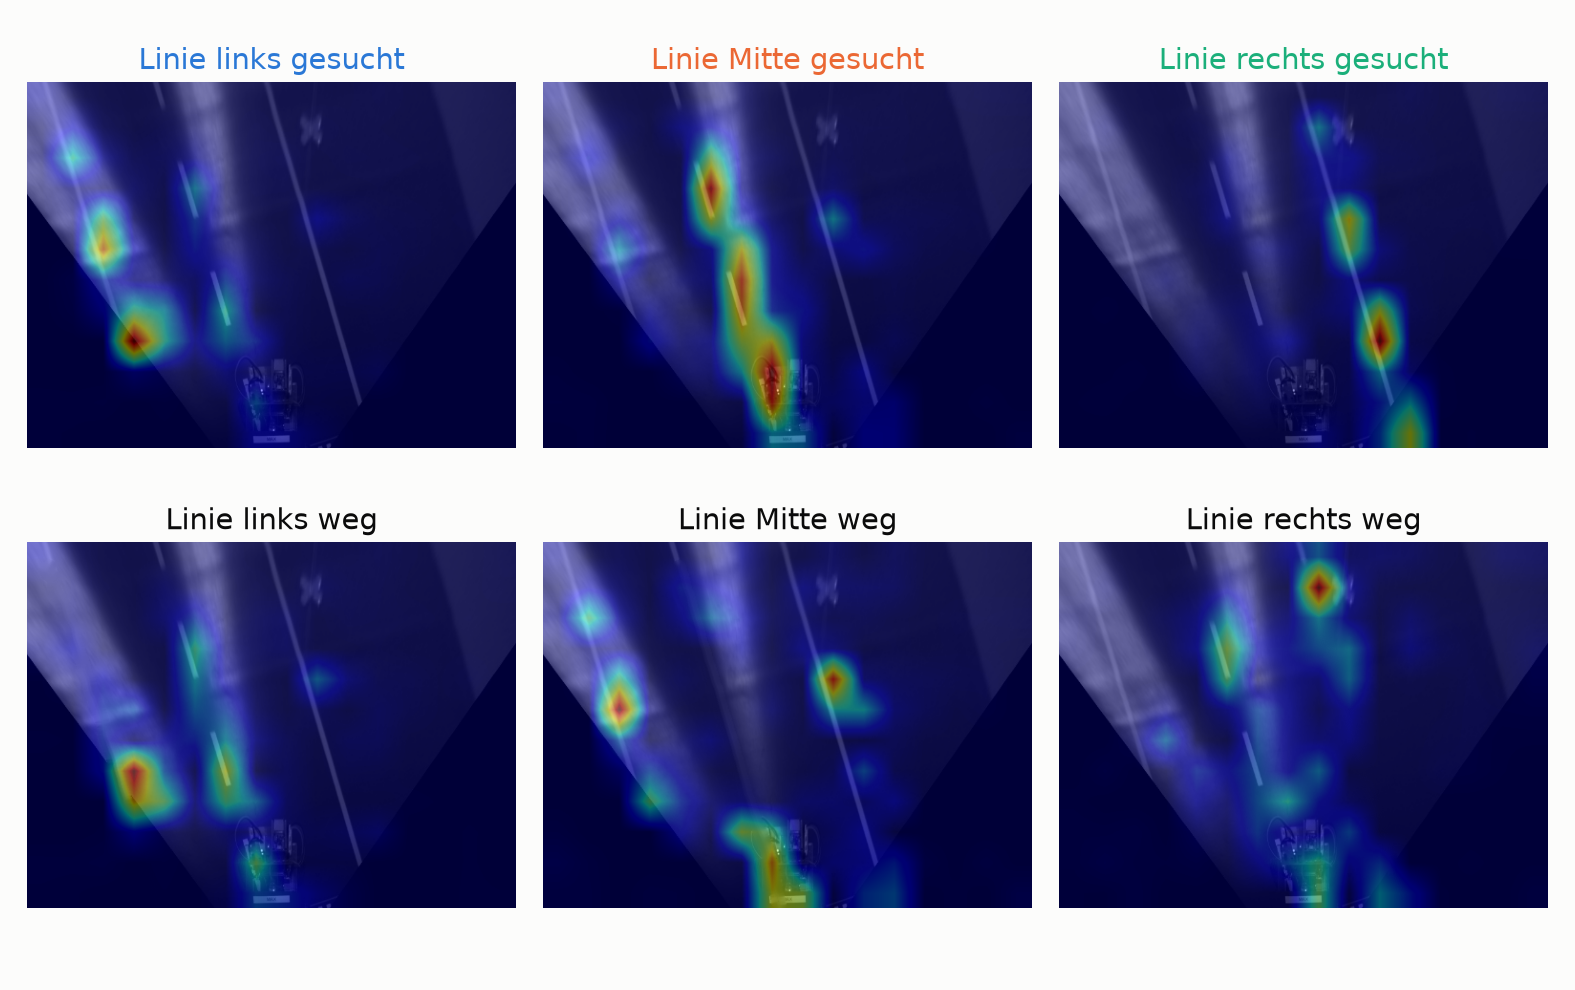 Linie links gesucht
Linie Mitte gesucht
Linie rechts gesucht
Linie links weg
Linie Mitte weg
Linie rechts weg